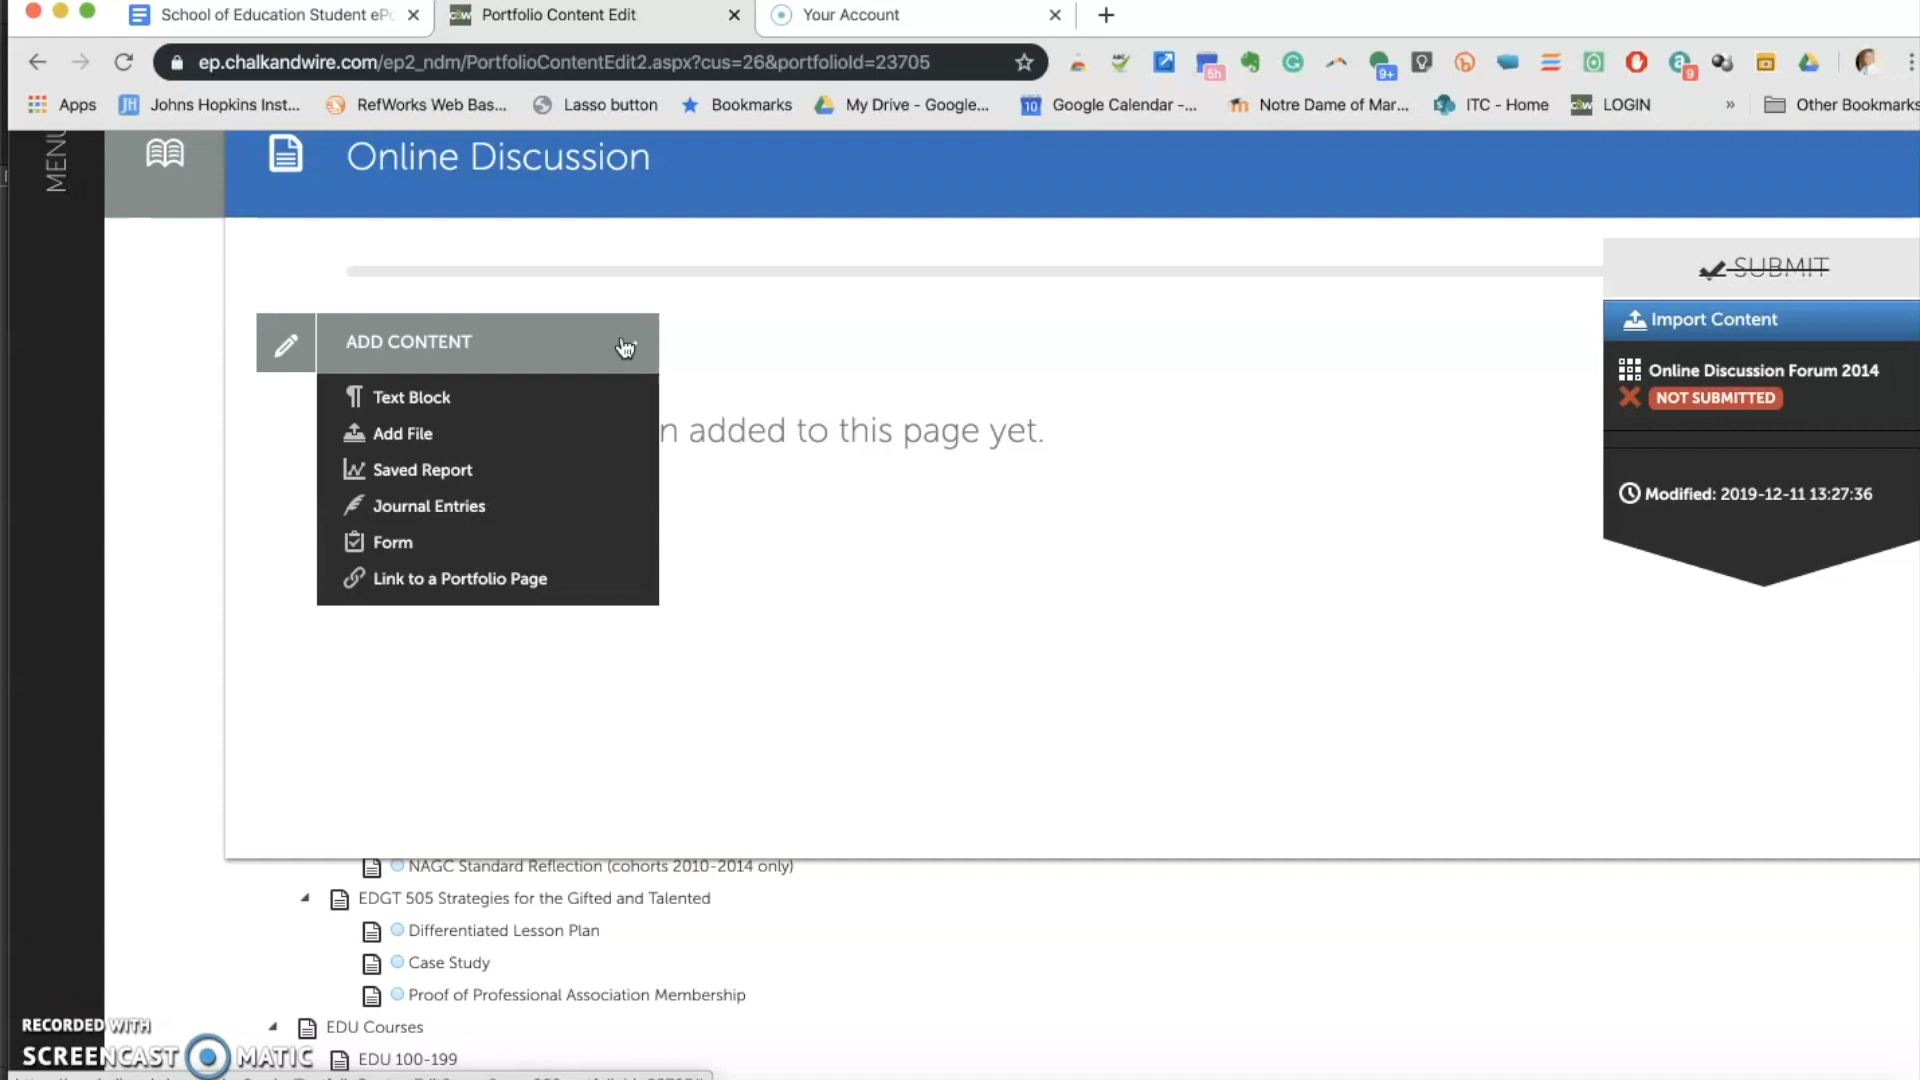 School of Education Student ePo
Portfolio Content Edit
Your Account
ep.chalkandwire.com/ep2_ndm/PortfolioContentEdit2.aspx?cus=26&portfolioId=23705
5h
9+
9
Apps
Johns Hopkins Inst...
RefWorks Web Bas...
Lasso button
Bookmarks
My Drive - Google...
10
Google Calendar -...
Notre Dame of Mar...
ITC - Home
c&w
LOGIN
»
Other Bookmarks
MENU
Online Discussion
SUBMIT
Import Content
Online Discussion Forum 2014
NOT SUBMITTED
Modified: 2019-12-11 13:27:36
ADD CONTENT
Text Block
Add File
Saved Report
Journal Entries
Form
Link to a Portfolio Page
n added to this page yet.
NAGC Standard Reflection (cohorts 2010-2014 only)
EDGT 505 Strategies for the Gifted and Talented
Differentiated Lesson Plan
Case Study
Proof of Professional Association Membership
EDU Courses
EDU 100-199
RECORDED WITH
SCREENCAST MATIC